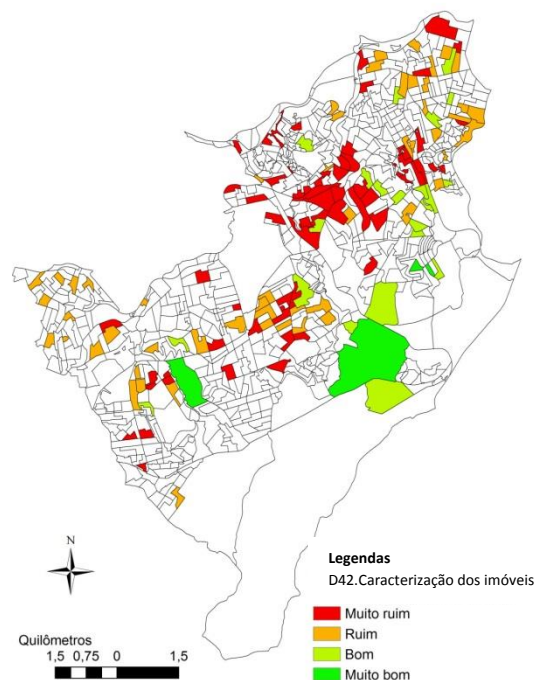 N
Quilômetros
1,5 0,75 0 1,5
Legendas
D42.Caracterização dos imóveis
Muito ruim
Ruim
Bom
Muito bom